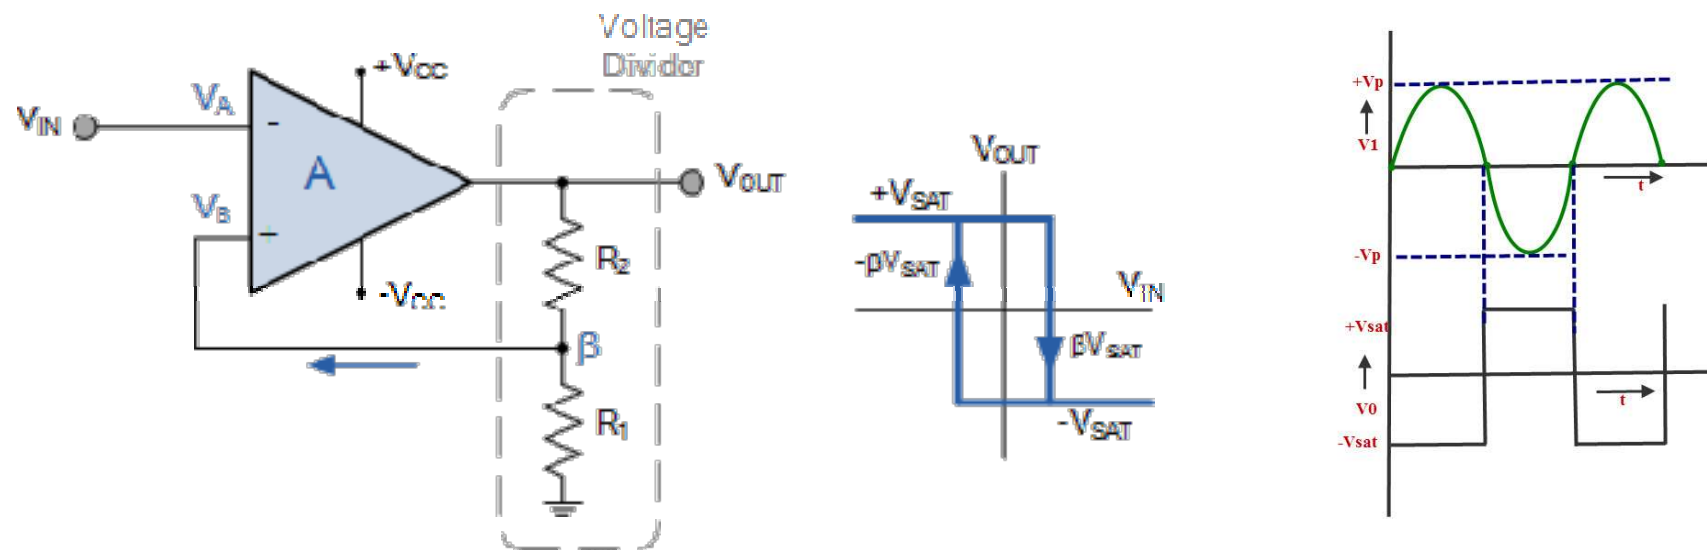 Voltage
Divider
+VCC
VIN
VA
-
A
VB
+
-VCC
VOUT
R2
β
R1
VOUT
+VSAT
-βVSAT
VIN
βVSAT
-VSAT
+Vp
V1
t
-Vp
+Vsat
V0
t
-Vsat